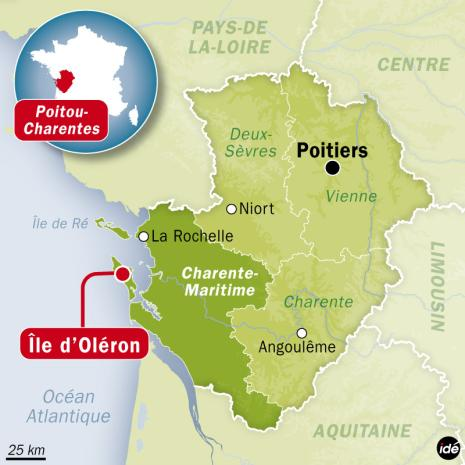 PAYS-DE
LA-LOIRE
CENTRE
Poitou-
Charentes
Deux-
Sèvres
Poitiers
Vienne
Île de Ré
Niort
La Rochelle
LIMOUSIN
Charente-
Maritime
Charente
Île d'Oléron
Angoulême
Océan
Atlantique
AQUITAINE
25 km
idé